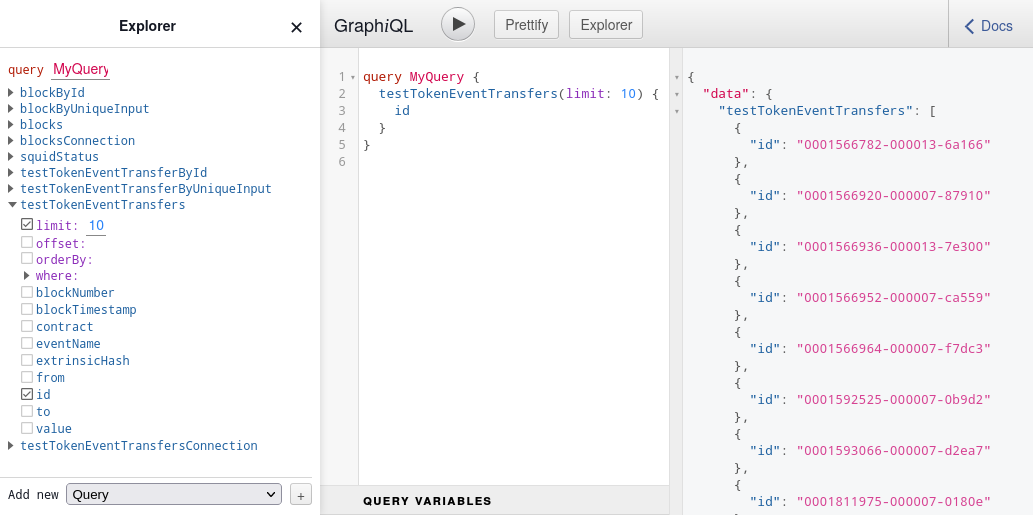 Explorer
×
query MyQuery
blockById
blockByUniqueInput
blocks
blocksConnection
squidStatus
testTokenEventTransferById
testTokenEventTransferByUniqueInput
testTokenEventTransfers
limit: 10
offset:
orderBy:
where:
blockNumber
blockTimestamp
contract
eventName
extrinsicHash
from
id
to
value
testTokenEventTransfersConnection
Add new Query +
GraphiQL Prettify Explorer Docs
1 query MyQuery {
2 testTokenEventTransfers(limit: 10) {
3 id
4 }
5 }
6
QUERY VARIABLES
{
"data": {
"testTokenEventTransfers": [
{
"id": "0001566782-000013-6a166"
},
{
"id": "0001566920-000007-87910"
},
{
"id": "0001566936-000013-7e300"
},
{
"id": "0001566952-000007-ca559"
},
{
"id": "0001566964-000007-f7dc3"
},
{
"id": "0001592525-000007-0b9d2"
},
{
"id": "0001593066-000007-d2ea7"
},
{
"id": "0001811975-000007-0180e"